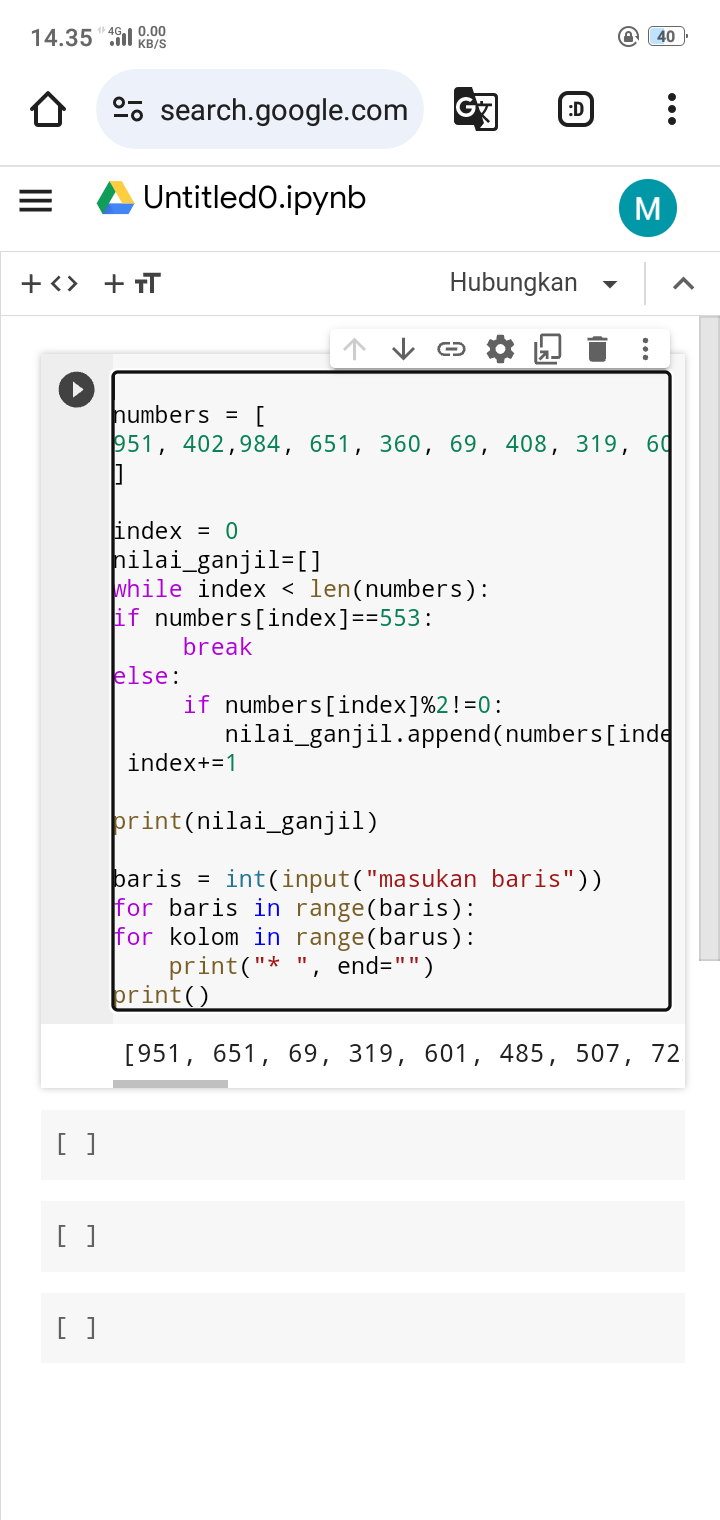 14.35 4G 0.00 KB/S 40
search.google.com :D
Untitled0.ipynb M
+ <> + TT Hubungkan
numbers = [
951, 402,984, 651, 360, 69, 408, 319, 60
]
index = 0
nilai_ganjil=[]
while index < len(numbers):
if numbers[index]==553:
break
else:
if numbers[index]%2!=0:
nilai_ganjil.append(numbers[inde
index+=1
print(nilai_ganjil)
baris = int(input("masukan baris"))
for baris in range(baris):
for kolom in range(barus):
print("* ", end="")
print()
[951, 651, 69, 319, 601, 485, 507, 72
[ ]
[ ]
[ ]